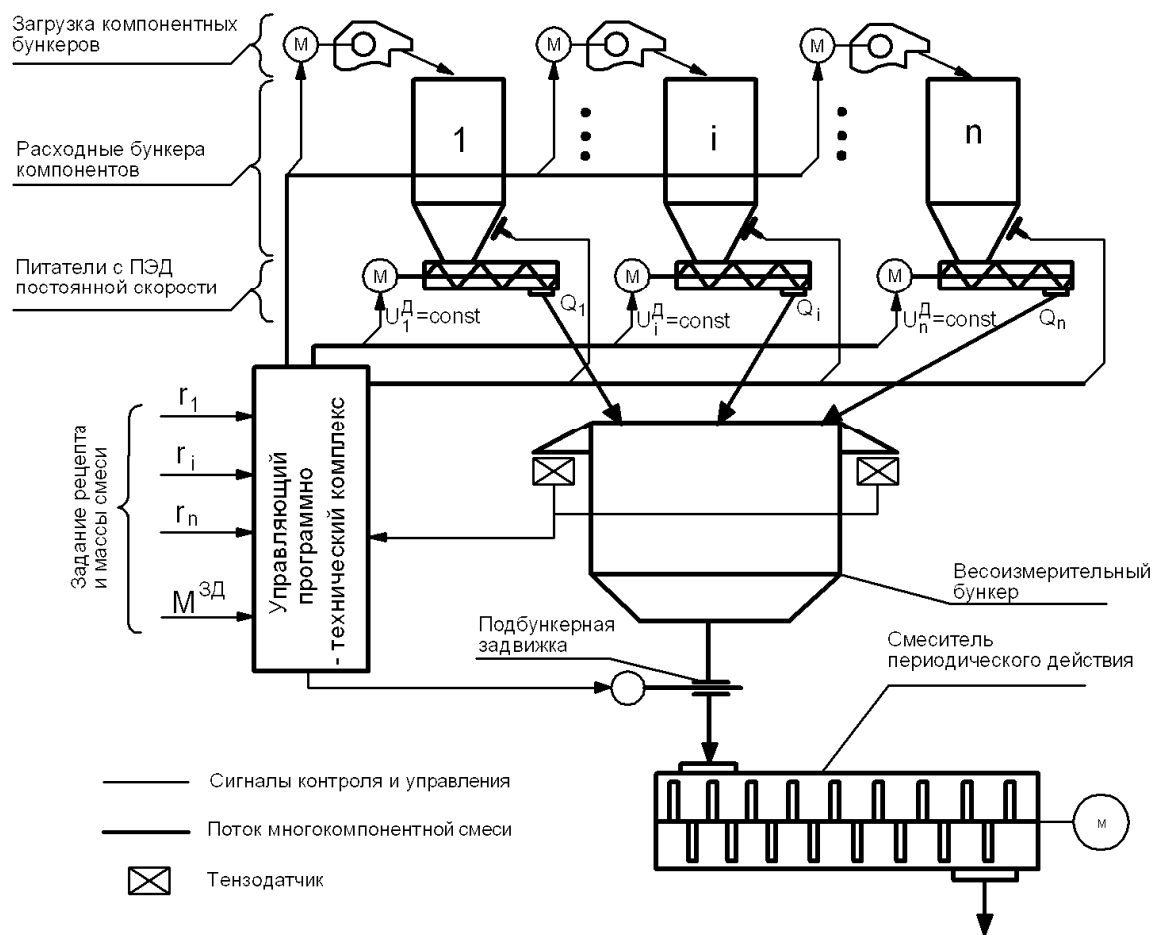 Загрузка компонентных
бункеров
М
М
М
1
i
n
Расходные бункера
компонентов
Питатели с ПЭД
постоянной скорости
М
М
М
U₁ᴰ=const
Q₁
Uᵢᴰ=const
Qᵢ
Uₙᴰ=const
Qₙ
r₁
rᵢ
rₙ
Mᶻᴰ
Задание рецепта
и массы смеси
Управляющий
программно
- технический комплекс
Весоизмерительный
бункер
Подбункерная
задвижка
Смеситель
периодического действия
М
Сигналы контроля и управления
Поток многокомпонентной смеси
Тензодатчик